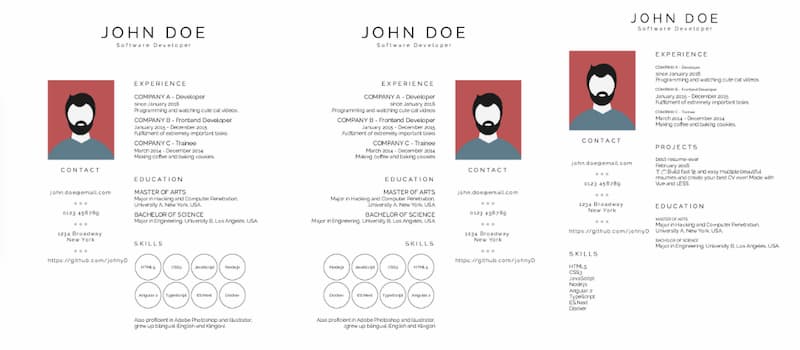 JOHN DOE
Software Developer
EXPERIENCE
COMPANY A - Developer
since January 2016
Programming and watching cute cat videos.
COMPANY B - Frontend Developer
January 2015 - December 2015
Fulfillment of extremely important tasks.
COMPANY C - Trainee
March 2014 - December 2014
Making coffee and baking cookies.
CONTACT
john.doe@email.com
***
0123 456789
***
1234 Broadway
New York
***
https://github.com/johnyD
EDUCATION
MASTER OF ARTS
Major in Hacking and Computer Penetration,
University A, New York, USA
BACHELOR OF SCIENCE
Major in Engineering, University B, Los Angeles, USA
SKILLS
HTML5 CSS3 JavaScript Node.js
Angular 2 TypeScript ES.Next Docker
Also proficient in Adobe Photoshop and Illustrator,
grew up bilingual (English and Klingon).
JOHN DOE
Software Developer
EXPERIENCE
COMPANY A - Developer
since January 2016
Programming and watching cute cat videos.
COMPANY B - Frontend Developer
January 2015 - December 2015
Fulfillment of extremely important tasks.
COMPANY C - Trainee
March 2014 - December 2014
Making coffee and baking cookies.
EDUCATION
MASTER OF ARTS
Major in Hacking and Computer Penetration,
University A, New York, USA
BACHELOR OF SCIENCE
Major in Engineering, University B, Los Angeles, USA
SKILLS
Node.js JavaScript CSS3 HTML5
Docker ES.Next TypeScript Angular 2
Also proficient in Adobe Photoshop and Illustrator,
grew up bilingual (English and Klingon).
CONTACT
john.doe@email.com
***
0123 456789
***
1234 Broadway
New York
***
https://github.com/johnyD
JOHN DOE
Software Developer
CONTACT
john.doe@email.com
***
0123 456789
***
1234 Broadway
New York
***
https://github.com/johnyD
SKILLS
HTML5
CSS3
JavaScript
Node.js
Angular 2
TypeScript
ES.Next
Docker
EXPERIENCE
COMPANY A - Developer
since January 2016
Programming and watching cute cat videos.
COMPANY B - Frontend Developer
January 2015 - December 2015
Fulfillment of extremely important tasks.
COMPANY C - Trainee
March 2014 - December 2014
Making coffee and baking cookies.
PROJECTS
best-resume-ever
February 2016
Build fast and easy multiple beautiful
resumes and create your best CV ever! Made with
Vue and LESS.
EDUCATION
MASTER OF ARTS
Major in Hacking and Computer Penetration,
University A, New York, USA
BACHELOR OF SCIENCE
Major in Engineering, University B, Los Angeles, USA